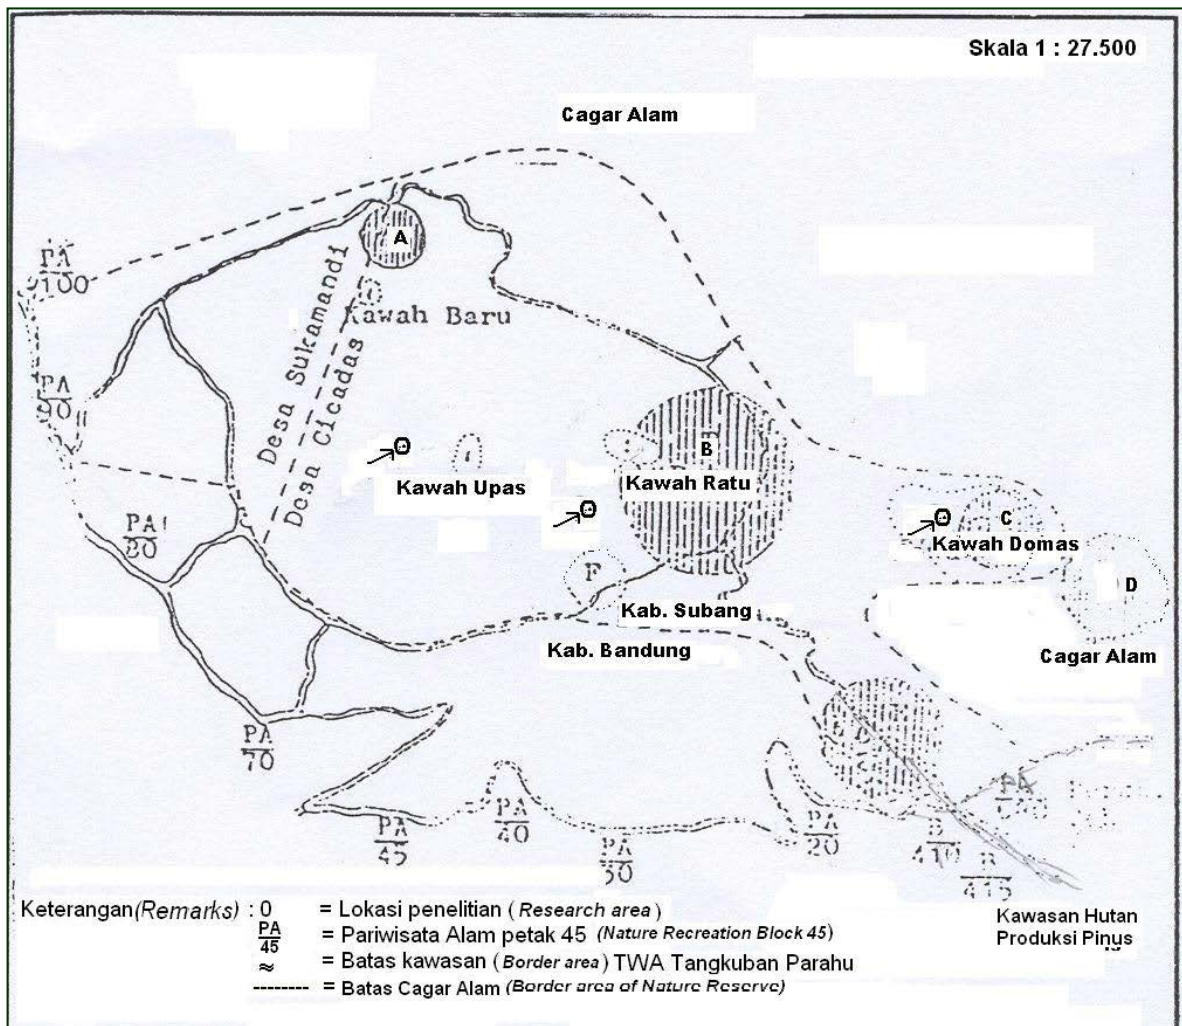 Skala 1 : 27.500
Cagar Alam
A
PA
100
Kawah Baru
Desa Sukamandi
Desa Cicadas
PA
90
B
Kawah Ratu
Kawah Upas
C
Kawah Domas
PA
80
F
D
Kab. Subang
Kab. Bandung
Cagar Alam
PA
70
PA
45
PA
40
PA
20
PA
B
410
B
415
Keterangan (Remarks) : O = Lokasi penelitian (Research area)
PA
45 = Pariwisata Alam petak 45 (Nature Recreation Block 45)
≈ = Batas kawasan (Border area) TWA Tangkuban Parahu
-------- = Batas Cagar Alam (Border area of Nature Reserve)
Kawasan Hutan
Produksi Pinus